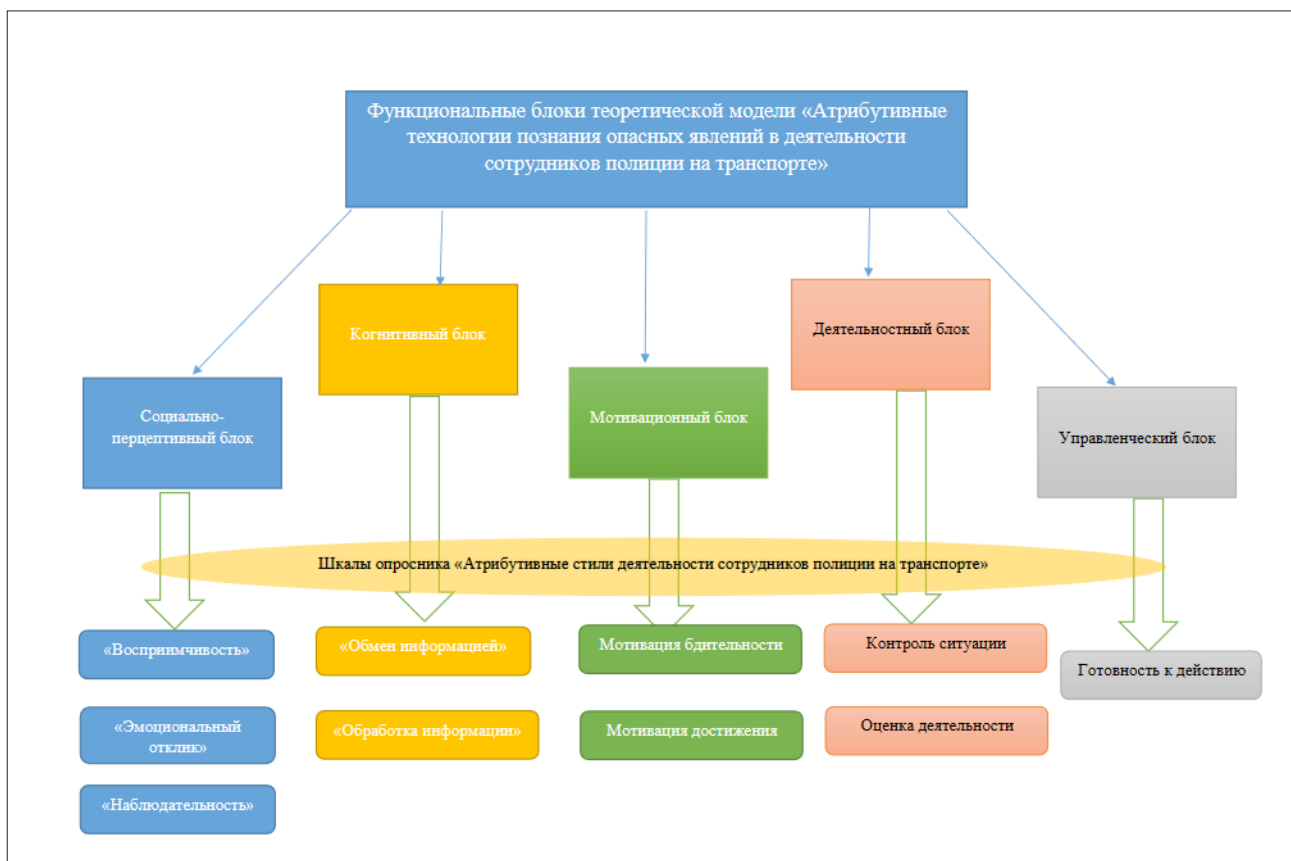 Функциональные блоки теоретической модели «Атрибутивные
технологии познания опасных явлений в деятельности
сотрудников полиции на транспорте»
Когнитивный блок
Деятельностный блок
Социально-
перцептивный блок
Мотивационный блок
Управленческий блок
Шкалы опросника «Атрибутивные стили деятельности сотрудников полиции на транспорте»
«Восприимчивость»
«Обмен информацией»
Мотивация бдительности
Контроль ситуации
Готовность к действию
«Эмоциональный
отклик»
«Обработка информации»
Мотивация достижения
Оценка деятельности
«Наблюдательность»